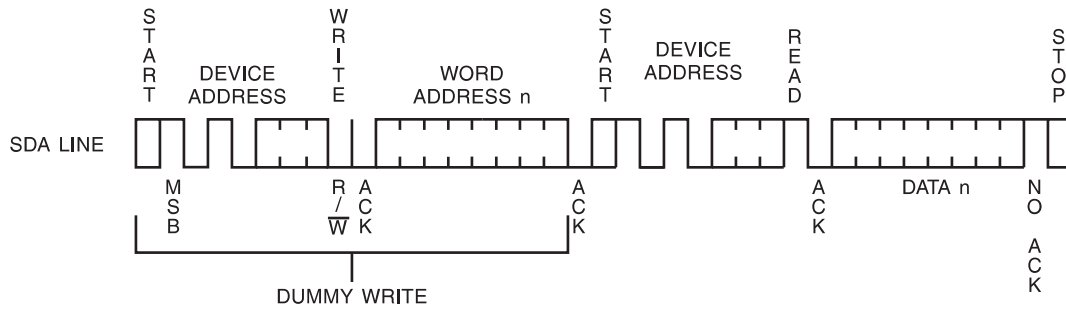 START
WRITE
START
READ
STOP
DEVICE
ADDRESS
WORD
ADDRESS n
DEVICE
ADDRESS
SDA LINE
MSB
R/W
ACK
ACK
ACK
DATA n
NO ACK
DUMMY WRITE